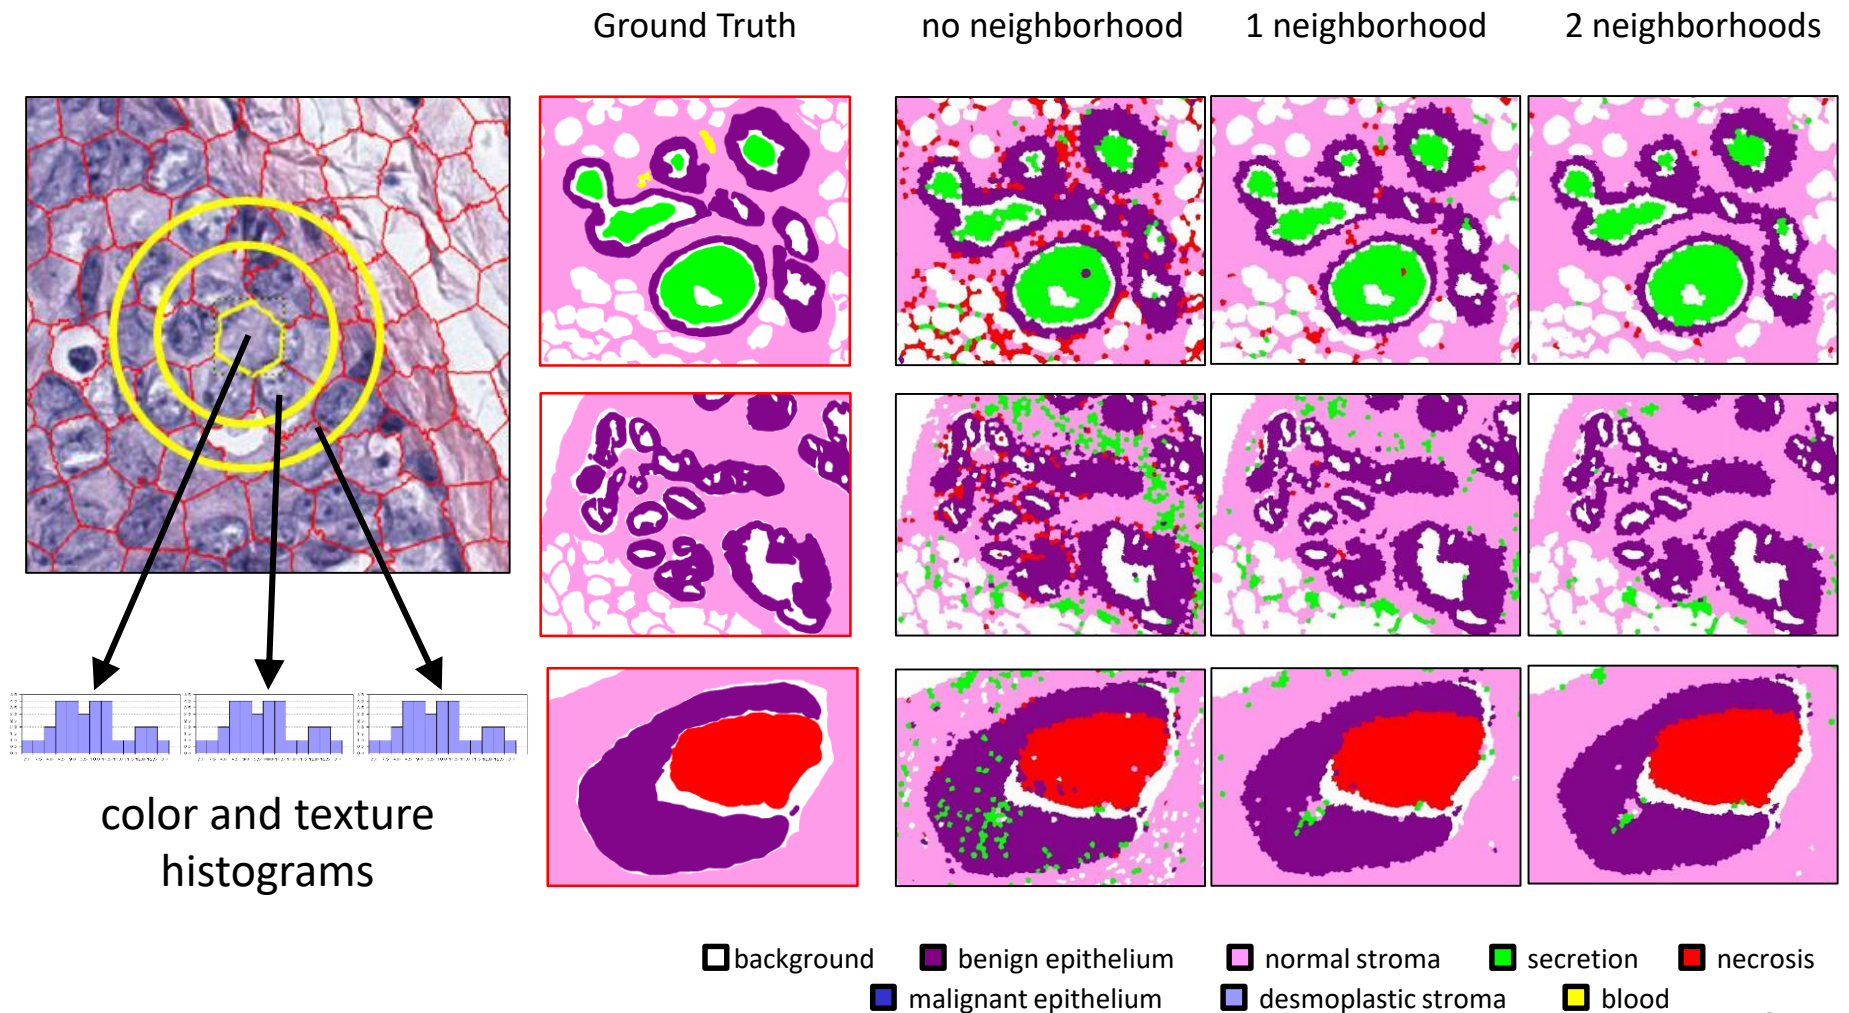 Ground Truth
no neighborhood
1 neighborhood
2 neighborhoods
color and texture
histograms
background
benign epithelium
normal stroma
secretion
necrosis
malignant epithelium
desmoplastic stroma
blood